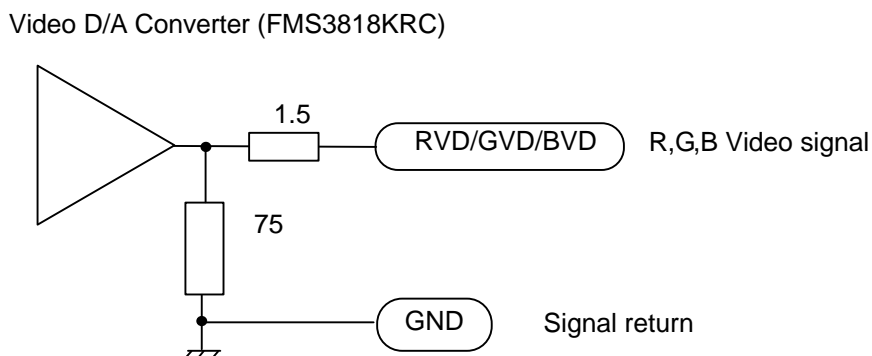 Video D/A Converter (FMS3818KRC)
1.5
RVD/GVD/BVD
R,G,B Video signal
75
GND
Signal return